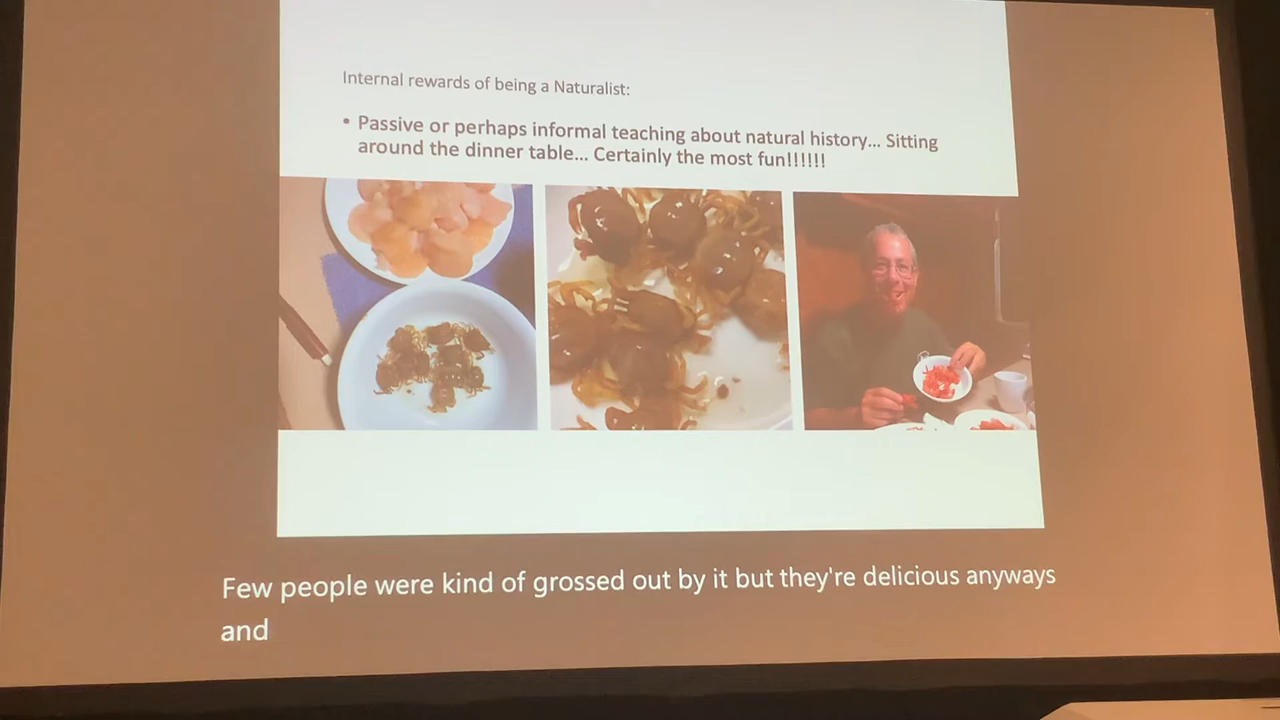 Internal rewards of being a Naturalist:
• Passive or perhaps informal teaching about natural history... Sitting
around the dinner table... Certainly the most fun!!!!!!
Few people were kind of grossed out by it but they're delicious anyways
and